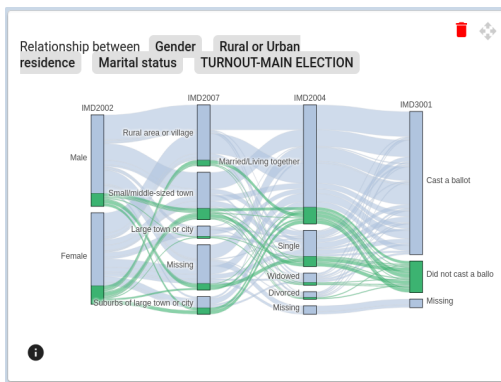 Relationship between Gender Rural or Urban
residence Marital status TURNOUT-MAIN ELECTION
IMD2002
IMD2007
IMD2004
IMD3001
Male
Female
Rural area or village
Small/middle-sized town
Large town or city
Missing
Suburbs of large town or city
Married/Living together
Single
Widowed
Divorced
Missing
Cast a ballot
Did not cast a ballo
Missing
i